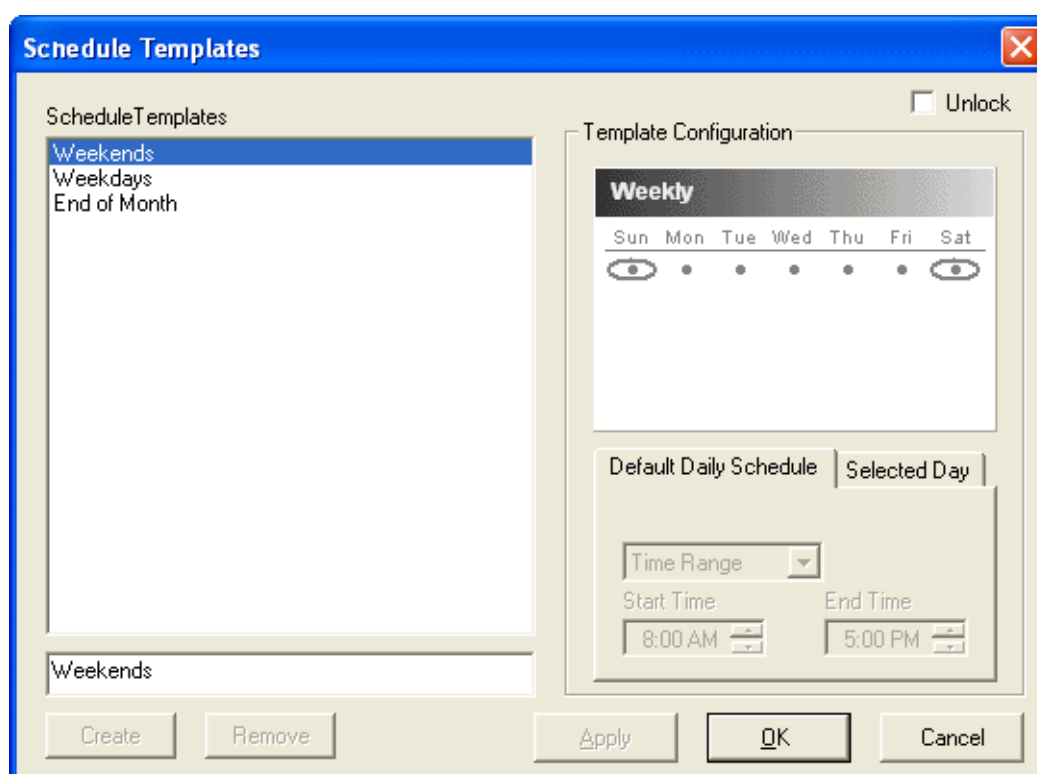 Schedule Templates
Unlock
ScheduleTemplates
Weekends
Weekdays
End of Month
Weekends
Create Remove
Template Configuration
Weekly
Sun Mon Tue Wed Thu Fri Sat
Default Daily Schedule Selected Day
Time Range
Start Time End Time
8:00 AM 5:00 PM
Apply OK Cancel